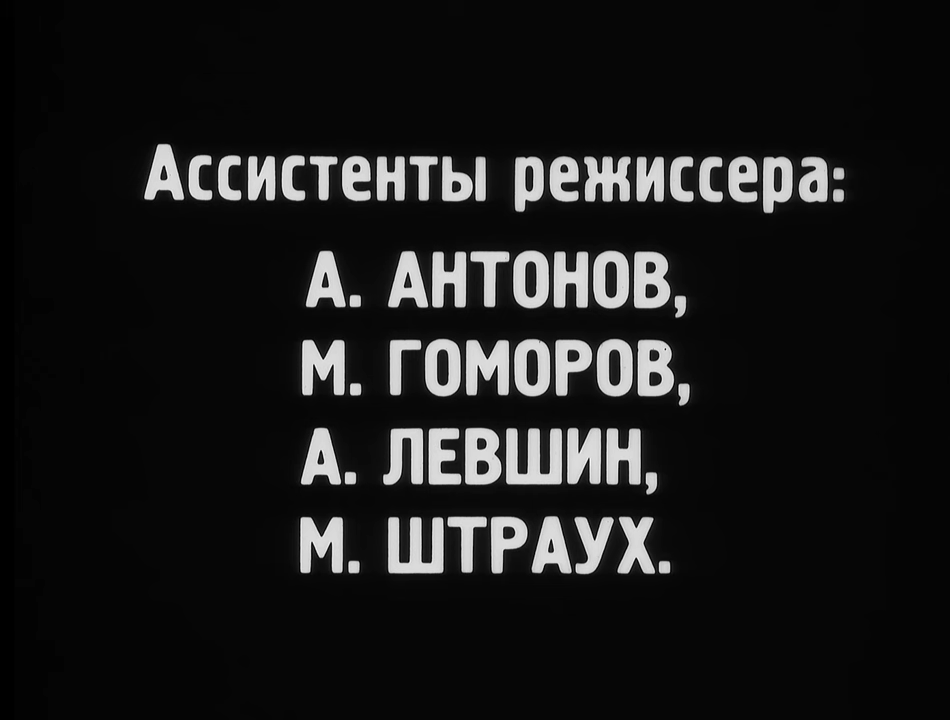 Ассистенты режиссера:
А. АНТОНОВ,
М. ГОМОРОВ,
А. ЛЕВШИН,
М. ШТРАУХ.